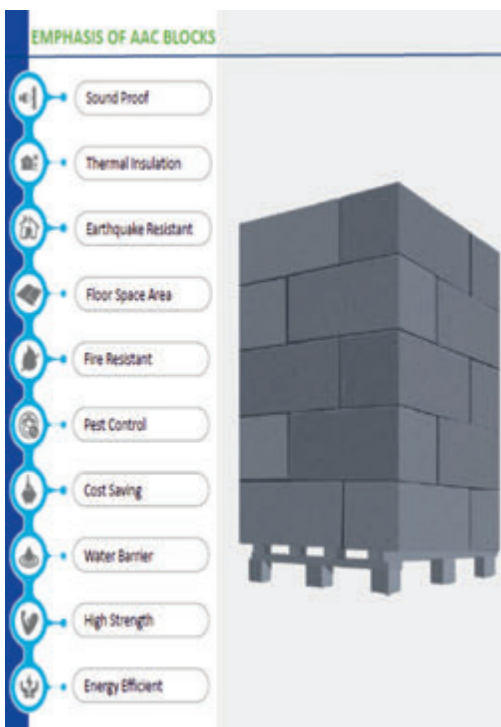 EMPHASIS OF AAC BLOCKS
Sound Proof
Thermal Insulation
Earthquake Resistant
Floor Space Area
Fire Resistant
Pest Control
Cost Saving
Water Barrier
High Strength
Energy Efficient